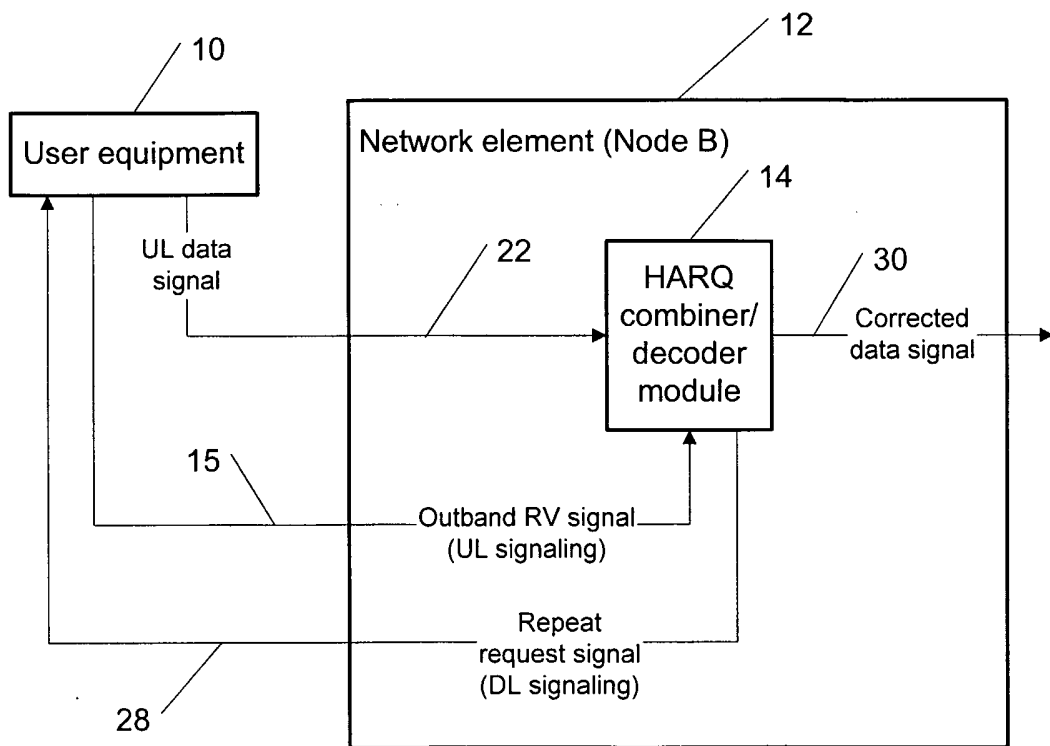 10
12
User equipment
Network element (Node B)
14
UL data
signal
22
HARQ
combiner/
decoder
module
30
Corrected
data signal
15
Outband RV signal
(UL signaling)
Repeat
request signal
(DL signaling)
28